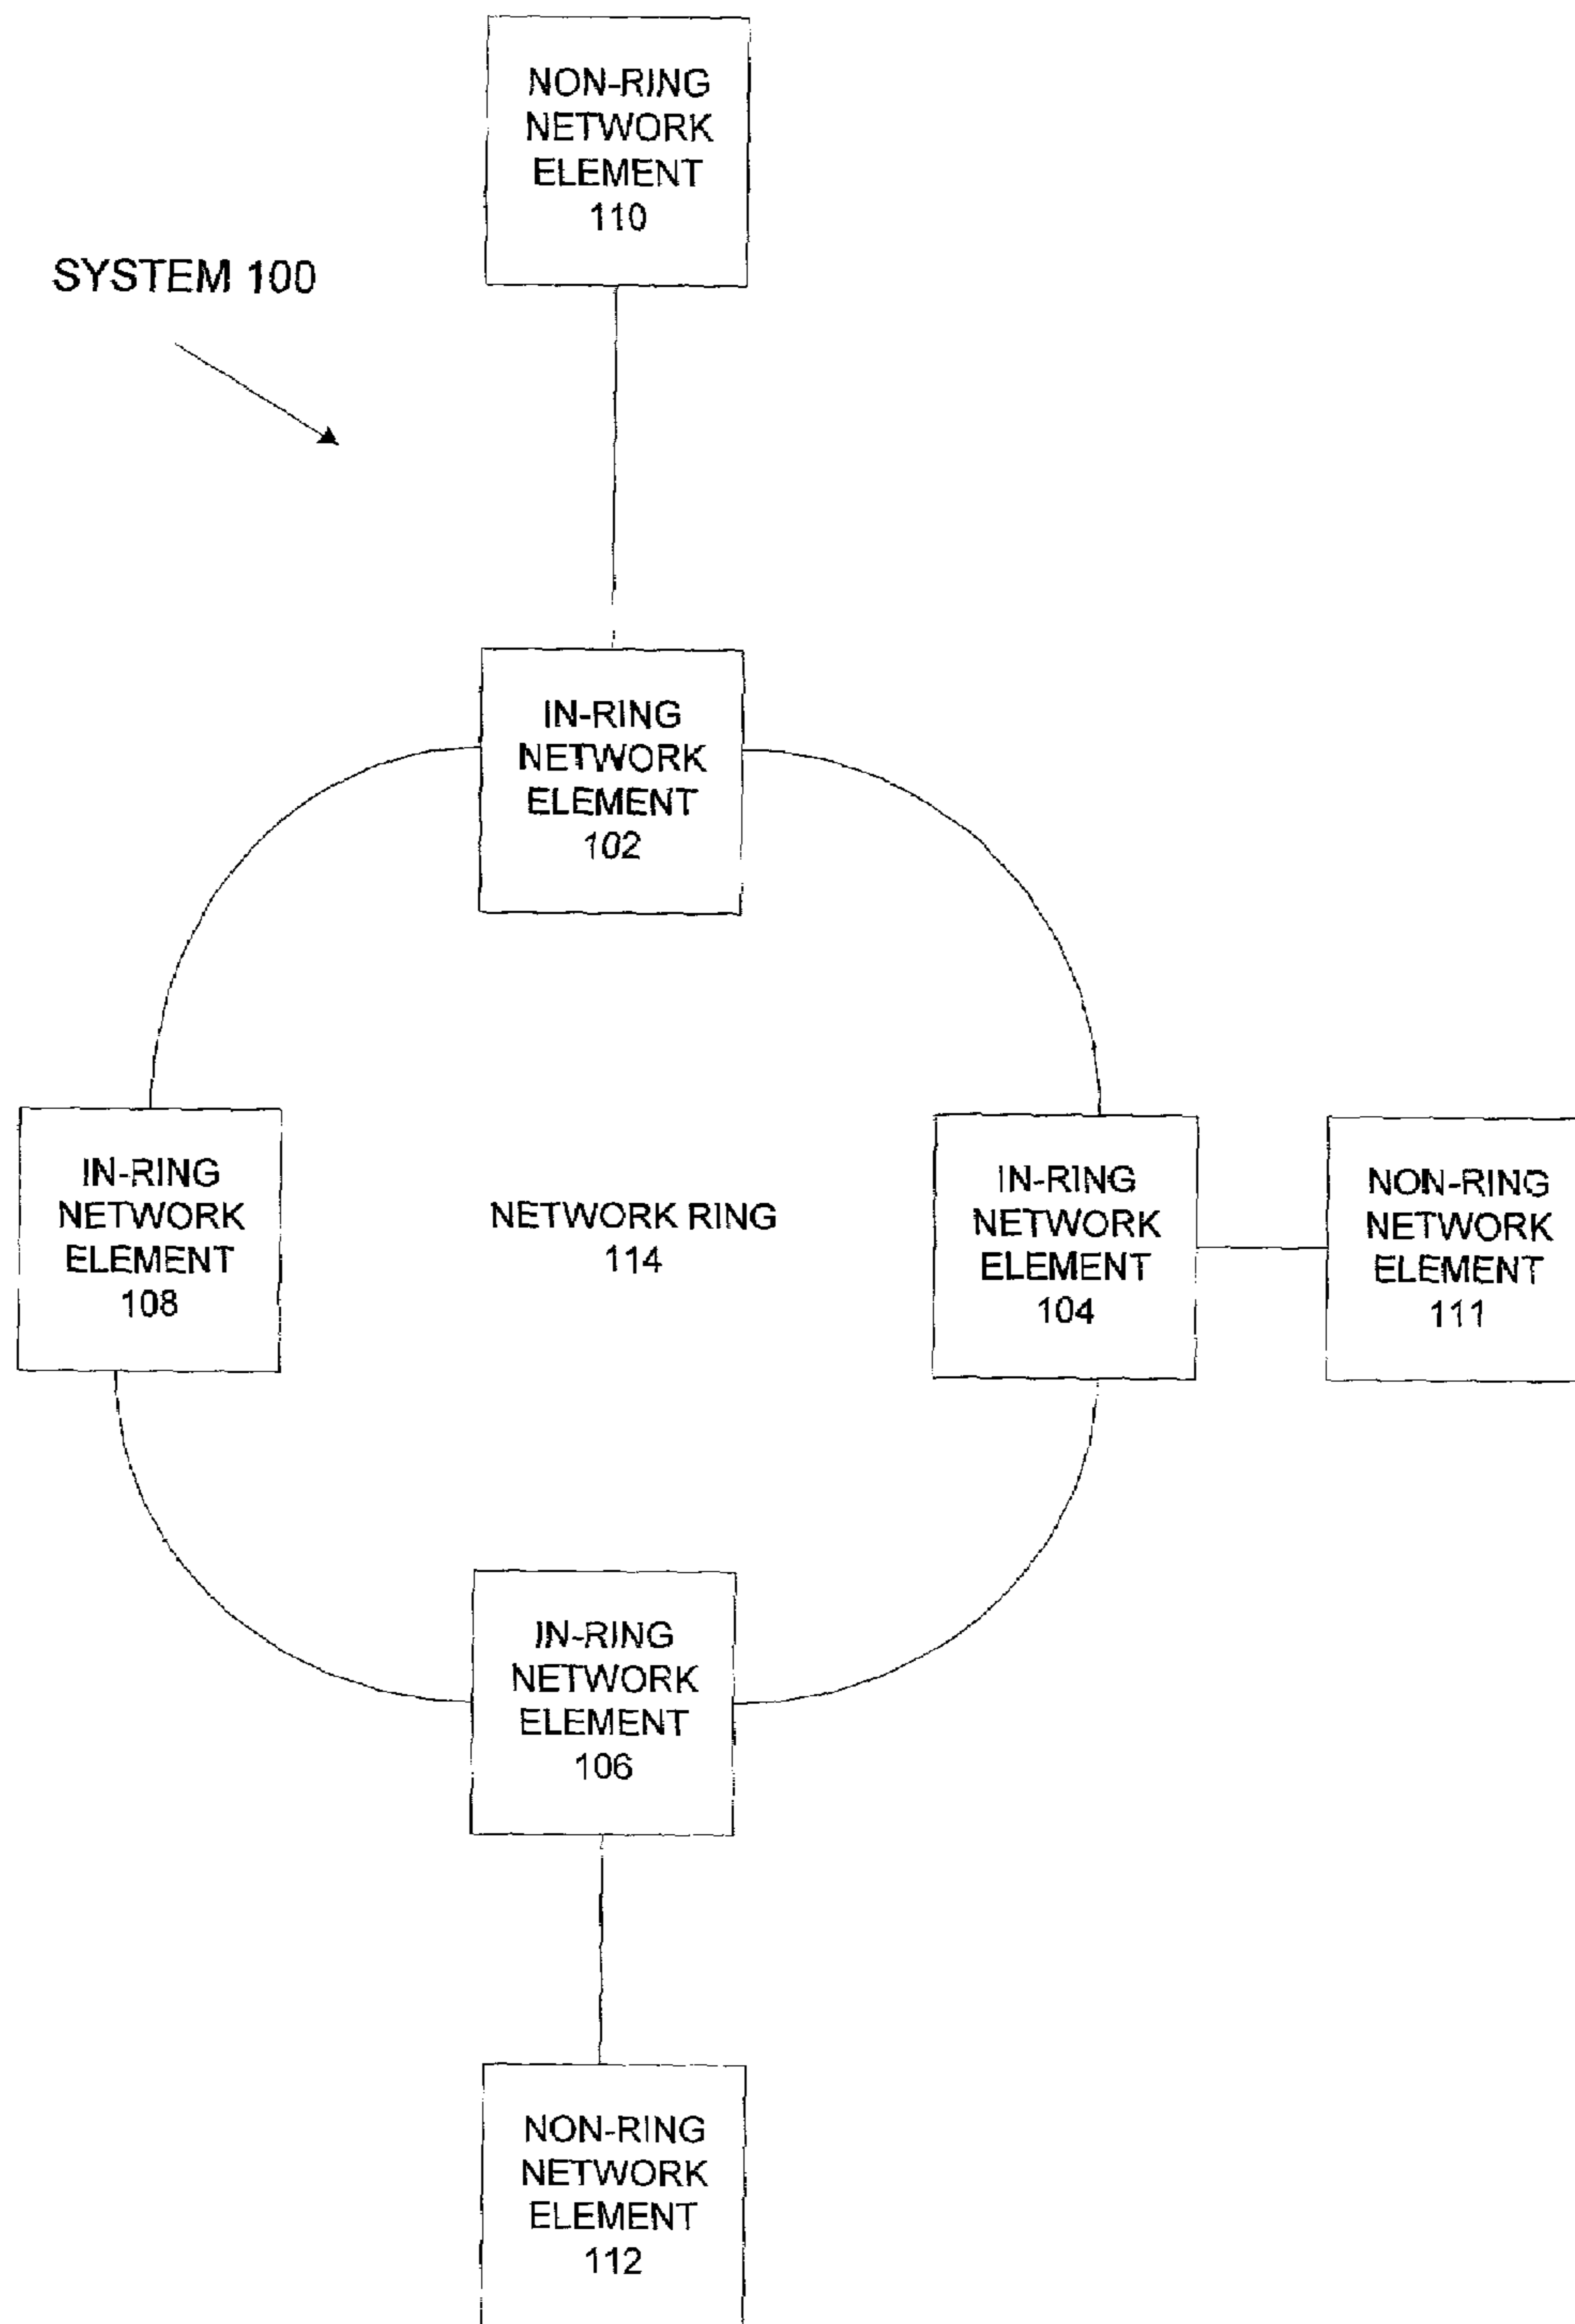 NON-RING
NETWORK
ELEMENT
110
SYSTEM 100
IN-RING
NETWORK
ELEMENT
102
IN-RING
NETWORK
ELEMENT
108
NETWORK RING
114
IN-RING
NETWORK
ELEMENT
104
NON-RING
NETWORK
ELEMENT
111
IN-RING
NETWORK
ELEMENT
106
NON-RING
NETWORK
ELEMENT
112